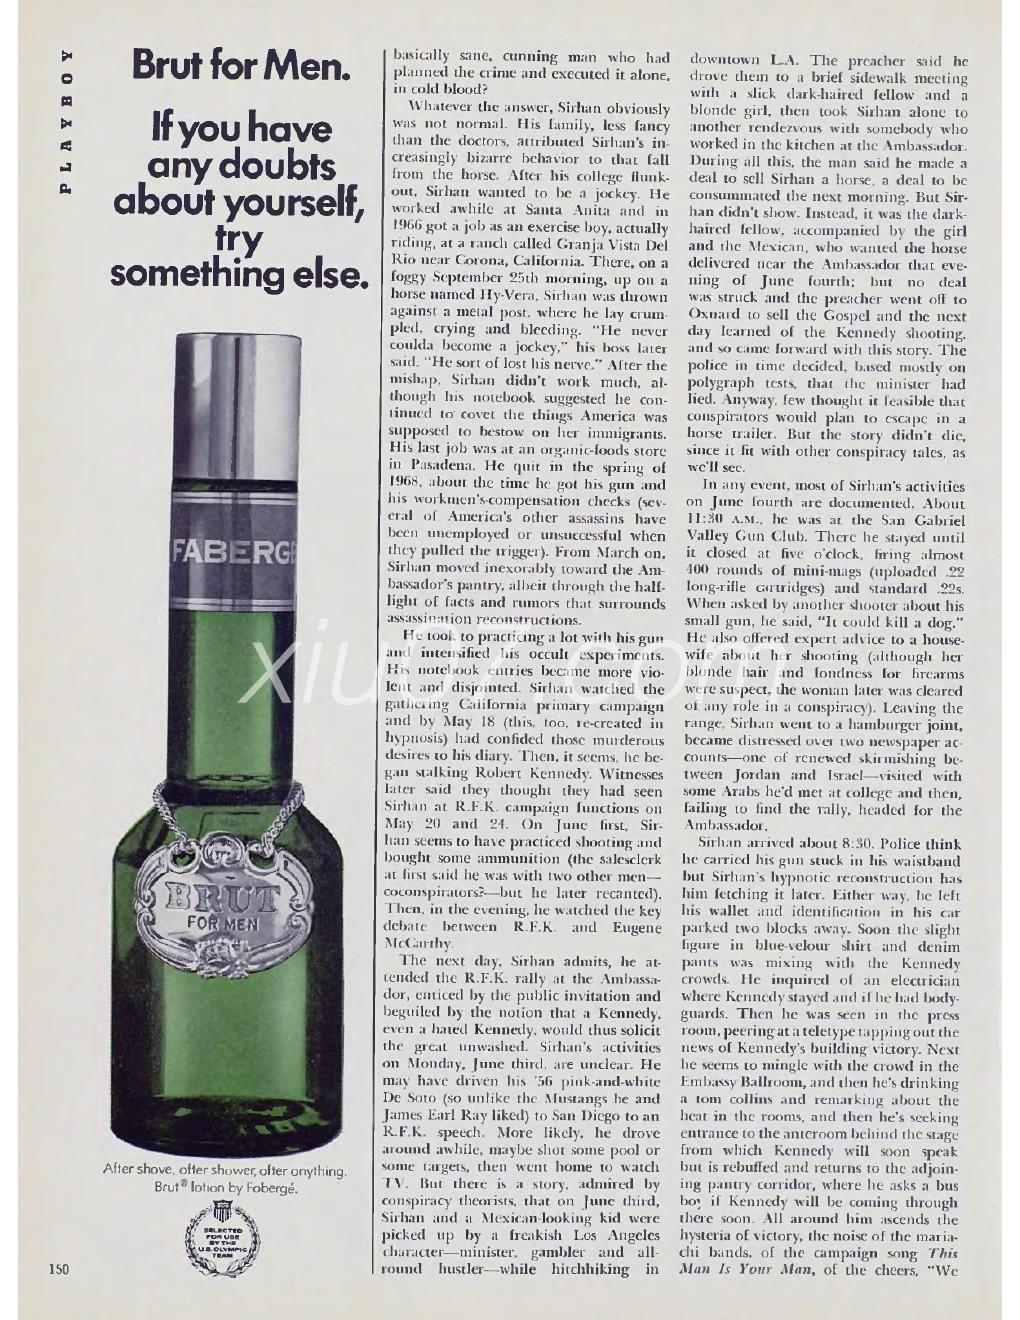 PLAYBOY
Brut for Men.
If you have
any doubts
about yourself,
try
something else.
FABERGE
BRUT
FOR MEN
After shave, after shower, after anything.
Brut® lotion by Fabergé.
SELECTED
FOR USE
BY THE
U.S. OLYMPIC
TEAM
150
basically sane, cunning man who had
planned the crime and executed it alone,
in cold blood?
Whatever the answer, Sirhan obviously
was not normal. His family, less fancy
than the doctors, attributed Sirhan's in-
creasingly bizarre behavior to that fall
from the horse. After his college flunk-
out, Sirhan wanted to be a jockey. He
worked awhile at Santa Anita and in
1966 got a job as an exercise boy, actually
riding, at a ranch called Granja Vista Del
Rio near Corona, California. There, on a
foggy September 25th morning, up on a
horse named Hy-Vera, Sirhan was thrown
against a metal post, where he lay crum-
pled, crying and bleeding. "He never
coulda become a jockey," his boss later
said. "He sort of lost his nerve." After the
mishap, Sirhan didn't work much, al-
though his notebook suggested he con-
tinued to covet the things America was
supposed to bestow on her immigrants.
His last job was at an organic-foods store
in Pasadena. He quit in the spring of
1968, about the time he got his gun and
his workmen's-compensation checks (sev-
eral of America's other assassins have
been unemployed or unsuccessful when
they pulled the trigger). From March on,
Sirhan moved inexorably toward the Am-
bassador's pantry, albeit through the half-
light of facts and rumors that surrounds
assassination reconstructions.
He took to practicing a lot with his gun
and intensified his occult experiments.
His notebook entries became more vio-
lent and disjointed. Sirhan watched the
gathering California primary campaign
and by May 18 (this, too, re-created in
hypnosis) had confided those murderous
desires to his diary. Then, it seems, he be-
gan stalking Robert Kennedy. Witnesses
later said they thought they had seen
Sirhan at R.F.K. campaign functions on
May 20 and 24. On June first, Sir-
han seems to have practiced shooting and
bought some ammunition (the salesclerk
at first said he was with two other men—
coconspirators?—but he later recanted).
Then, in the evening, he watched the key
debate between R.F.K. and Eugene
McCarthy.
The next day, Sirhan admits, he at-
tended the R.F.K. rally at the Ambassa-
dor, enticed by the public invitation and
beguiled by the notion that a Kennedy,
even a hated Kennedy, would thus solicit
the great unwashed. Sirhan's activities
on Monday, June third, are unclear. He
may have driven his '56 pink-and-white
De Soto (so unlike the Mustangs he and
James Earl Ray liked) to San Diego to an
R.F.K. speech. More likely, he drove
around awhile, maybe shot some pool or
some targets, then went home to watch
TV. But there is a story, admired by
conspiracy theorists, that on June third,
Sirhan and a Mexican-looking kid were
picked up by a freakish Los Angeles
character—minister, gambler and all-
round hustler—while hitchhiking in
downtown L.A. The preacher said he
drove them to a brief sidewalk meeting
with a slick dark-haired fellow and a
blonde girl, then took Sirhan alone to
another rendezvous with somebody who
worked in the kitchen at the Ambassador.
During all this, the man said he made a
deal to sell Sirhan a horse, a deal to be
consummated the next morning. But Sir-
han didn't show. Instead, it was the dark-
haired fellow, accompanied by the girl
and the Mexican, who wanted the horse
delivered near the Ambassador that eve-
ning of June fourth; but no deal
was struck and the preacher went off to
Oxnard to sell the Gospel and the next
day learned of the Kennedy shooting,
and so came forward with this story. The
police in time decided, based mostly on
polygraph tests, that the minister had
lied. Anyway, few thought it feasible that
conspirators would plan to escape in a
horse trailer. But the story didn't die,
since it fit with other conspiracy tales, as
we'll see.
In any event, most of Sirhan's activities
on June fourth are documented. About
11:30 A.M., he was at the San Gabriel
Valley Gun Club. There he stayed until
it closed at five o'clock, firing almost
400 rounds of mini-mags (uploaded .22
long-rifle cartridges) and standard .22s.
When asked by another shooter about his
small gun, he said, "It could kill a dog."
He also offered expert advice to a house-
wife about her shooting (although her
blonde hair and fondness for firearms
were suspect, the woman later was cleared
of any role in a conspiracy). Leaving the
range, Sirhan went to a hamburger joint,
became distressed over two newspaper ac-
counts—one of renewed skirmishing be-
tween Jordan and Israel—visited with
some Arabs he'd met at college and then,
failing to find the rally, headed for the
Ambassador.
Sirhan arrived about 8:30. Police think
he carried his gun stuck in his waistband
but Sirhan's hypnotic reconstruction has
him fetching it later. Either way, he left
his wallet and identification in his car
parked two blocks away. Soon the slight
figure in blue-velour shirt and denim
pants was mixing with the Kennedy
crowds. He inquired of an electrician
where Kennedy stayed and if he had body-
guards. Then he was seen in the press
room, peering at a teletype tapping out the
news of Kennedy's building victory. Next
he seems to mingle with the crowd in the
Embassy Ballroom, and then he's drinking
a tom collins and remarking about the
heat in the rooms, and then he's seeking
entrance to the anteroom behind the stage
from which Kennedy will soon speak
but is rebuffed and returns to the adjoin-
ing pantry corridor, where he asks a bus
boy if Kennedy will be coming through
there soon. All around him ascends the
hysteria of victory, the noise of the maria-
chi bands, of the campaign song This
Man Is Your Man, of the cheers, "We